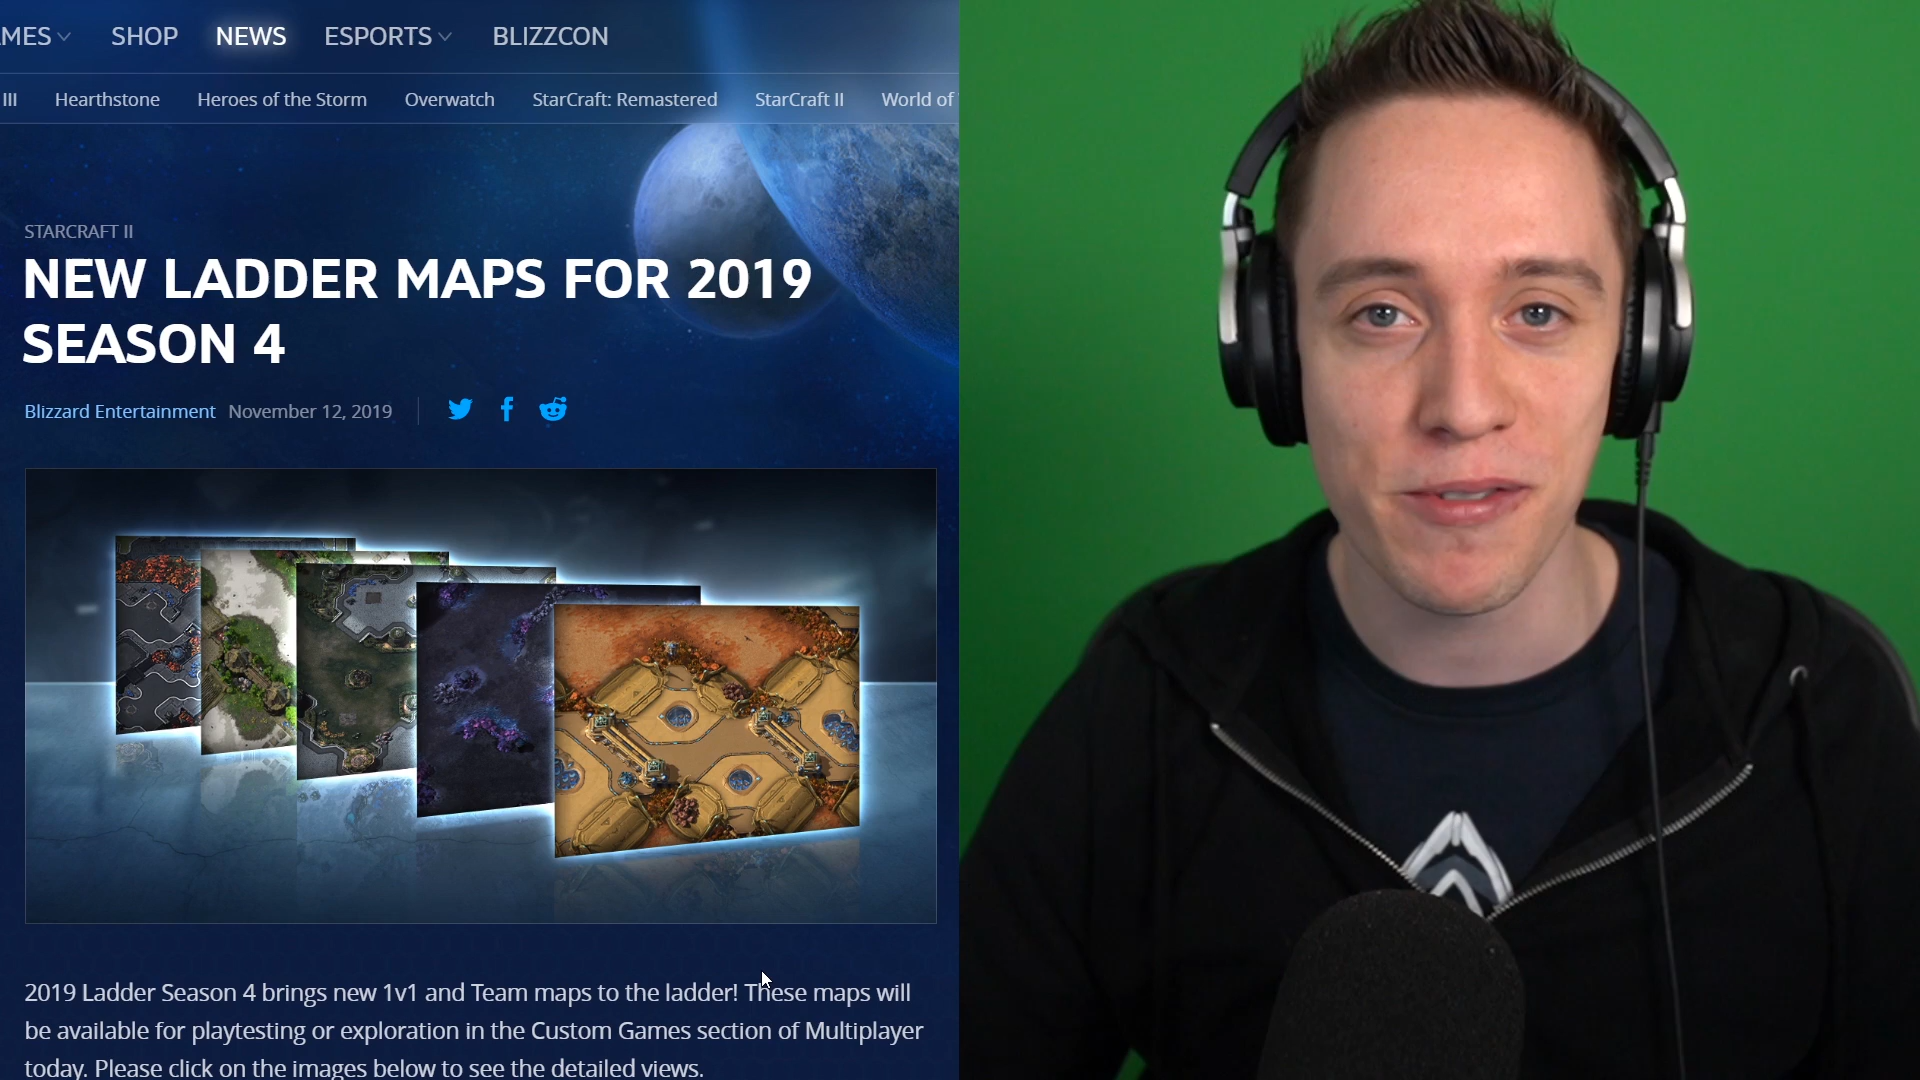 MES SHOP NEWS ESPORTS BLIZZCON
III Hearthstone Heroes of the Storm Overwatch StarCraft: Remastered StarCraft II World of
STARCRAFT II
NEW LADDER MAPS FOR 2019
SEASON 4
Blizzard Entertainment November 12, 2019
2019 Ladder Season 4 brings new 1v1 and Team maps to the ladder! These maps will
be available for playtesting or exploration in the Custom Games section of Multiplayer
today. Please click on the images below to see the detailed views.